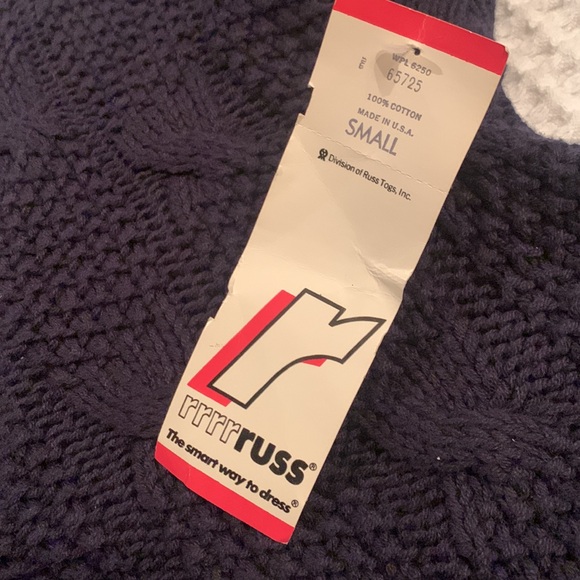 WPL 6250
65725
100% COTTON
MADE IN U.S.A.
SMALL
Division of Russ Togs, Inc.
rrrrruss®
The smart way to dress®